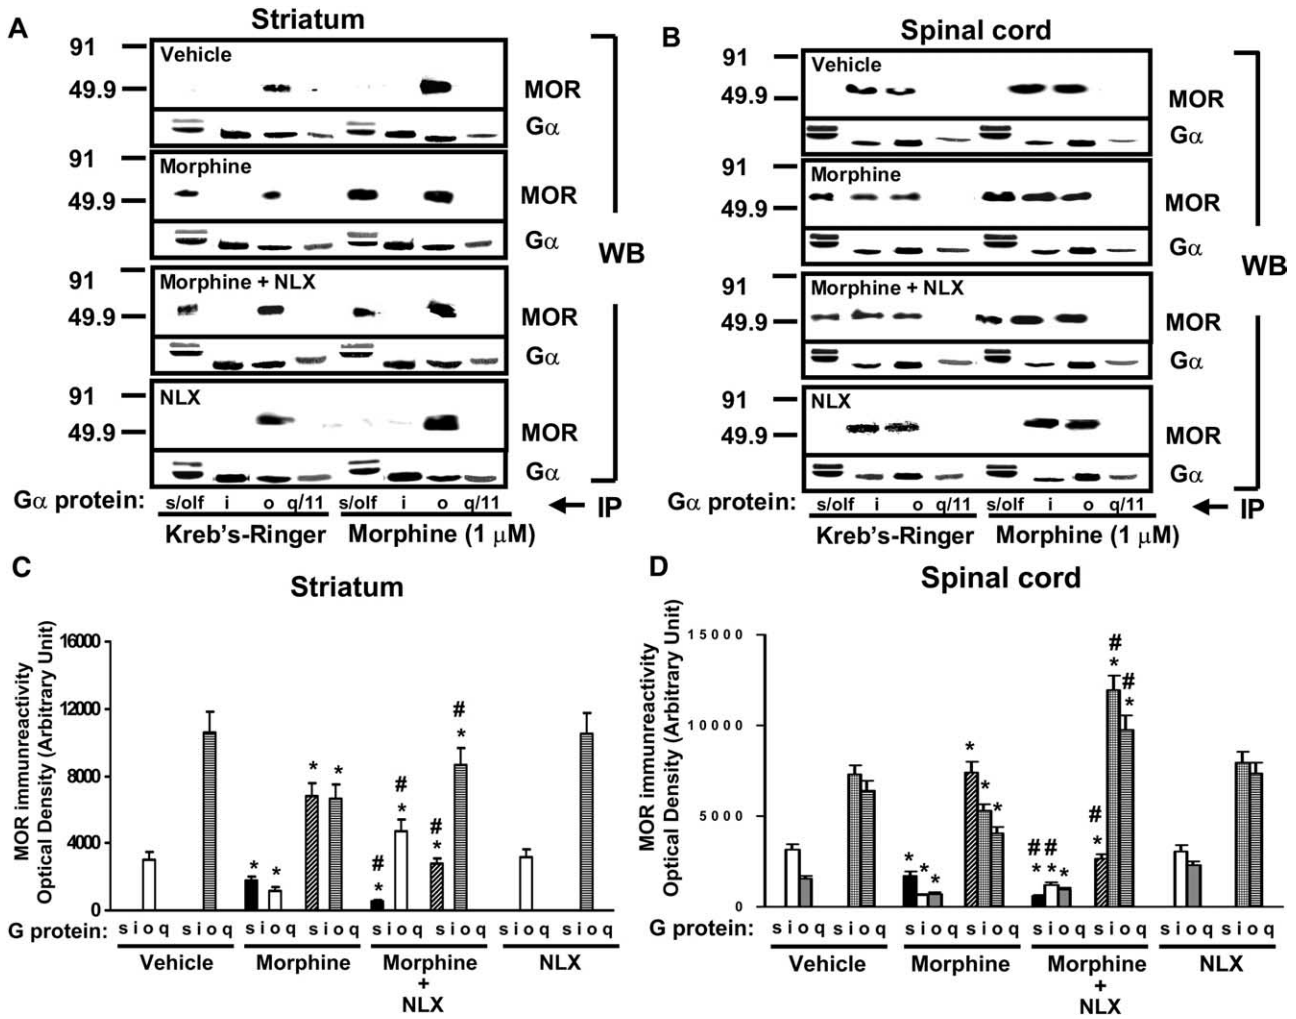 A
Striatum
91
Vehicle
49.9
MOR
Gα
91
Morphine
49.9
MOR
Gα
WB
91
Morphine + NLX
49.9
MOR
Gα
91
NLX
49.9
MOR
Gα
Gα protein: s/olf i o q/11 s/olf i o q/11 IP
Kreb's-Ringer Morphine (1 μM)
B
Spinal cord
91
Vehicle
49.9
MOR
Gα
91
Morphine
49.9
MOR
Gα
WB
91
Morphine + NLX
49.9
MOR
Gα
91
NLX
49.9
MOR
Gα
s/olf i o q/11 s/olf i o q/11 IP
Kreb's-Ringer Morphine (1 μM)
C
Striatum
MOR immunreactivity
Optical Density (Arbitrary Unit)
16000
12000
8000
4000
0
* * * * # * # * # * # *
G protein: s i o q s i o q s i o q s i o q s i o q s i o q s i o q s i o q
Vehicle Morphine Morphine + NLX NLX
D
Spinal cord
MOR immunreactivity
Optical Density (Arbitrary Unit)
15000
10000
5000
0
* * * * * * ## ## * * * # * # * # *
G protein: s i o q s i o q s i o q s i o q s i o q s i o q s i o q s i o q
Vehicle Morphine Morphine + NLX NLX